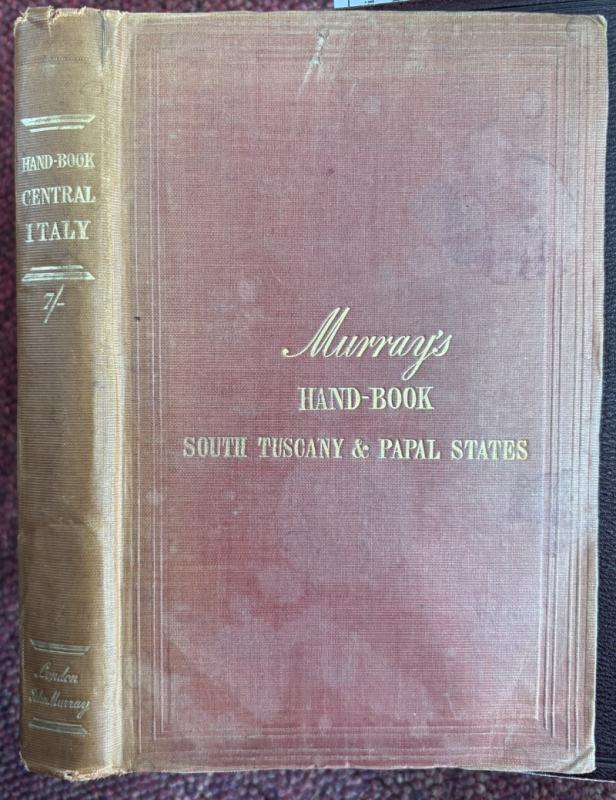 HAND-BOOK
CENTRAL
ITALY
7/-
London
John Murray
Murray's
HAND-BOOK
SOUTH TUSCANY & PAPAL STATES